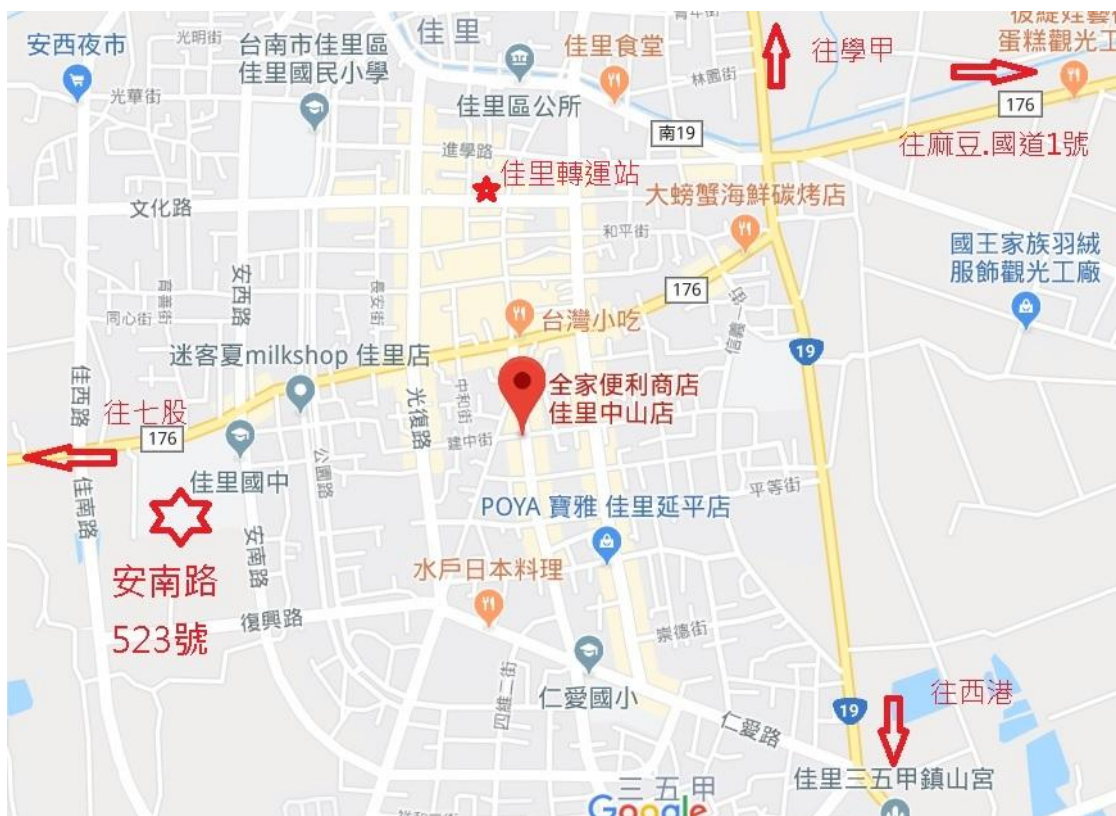 安西夜市
光明街
台南市佳里區
佳里國民小學
佳里
佳里食堂
林園街
往學甲
蛋糕觀光工
光華街
佳里區公所
176
南19
往麻豆.國道1號
進學路
佳里轉運站
大螃蟹海鮮碳烤店
文化路
和平街
國王家族羽絨
服飾觀光工廠
安西路
育善街
長安街
176
信義一街
同心街
台灣小吃
19
迷客夏milkshop 佳里店
佳西路
光復路
中和街
全家便利商店
佳里中山店
往七股
176
公園路
佳里國中
平等街
佳南路
POYA 寶雅 佳里延平店
安南路
安南路
523號
水戶日本料理
復興路
崇德街
四維二街
仁愛國小
往西港
19
仁愛路
佳里三五甲鎮山宮
三五甲
Google